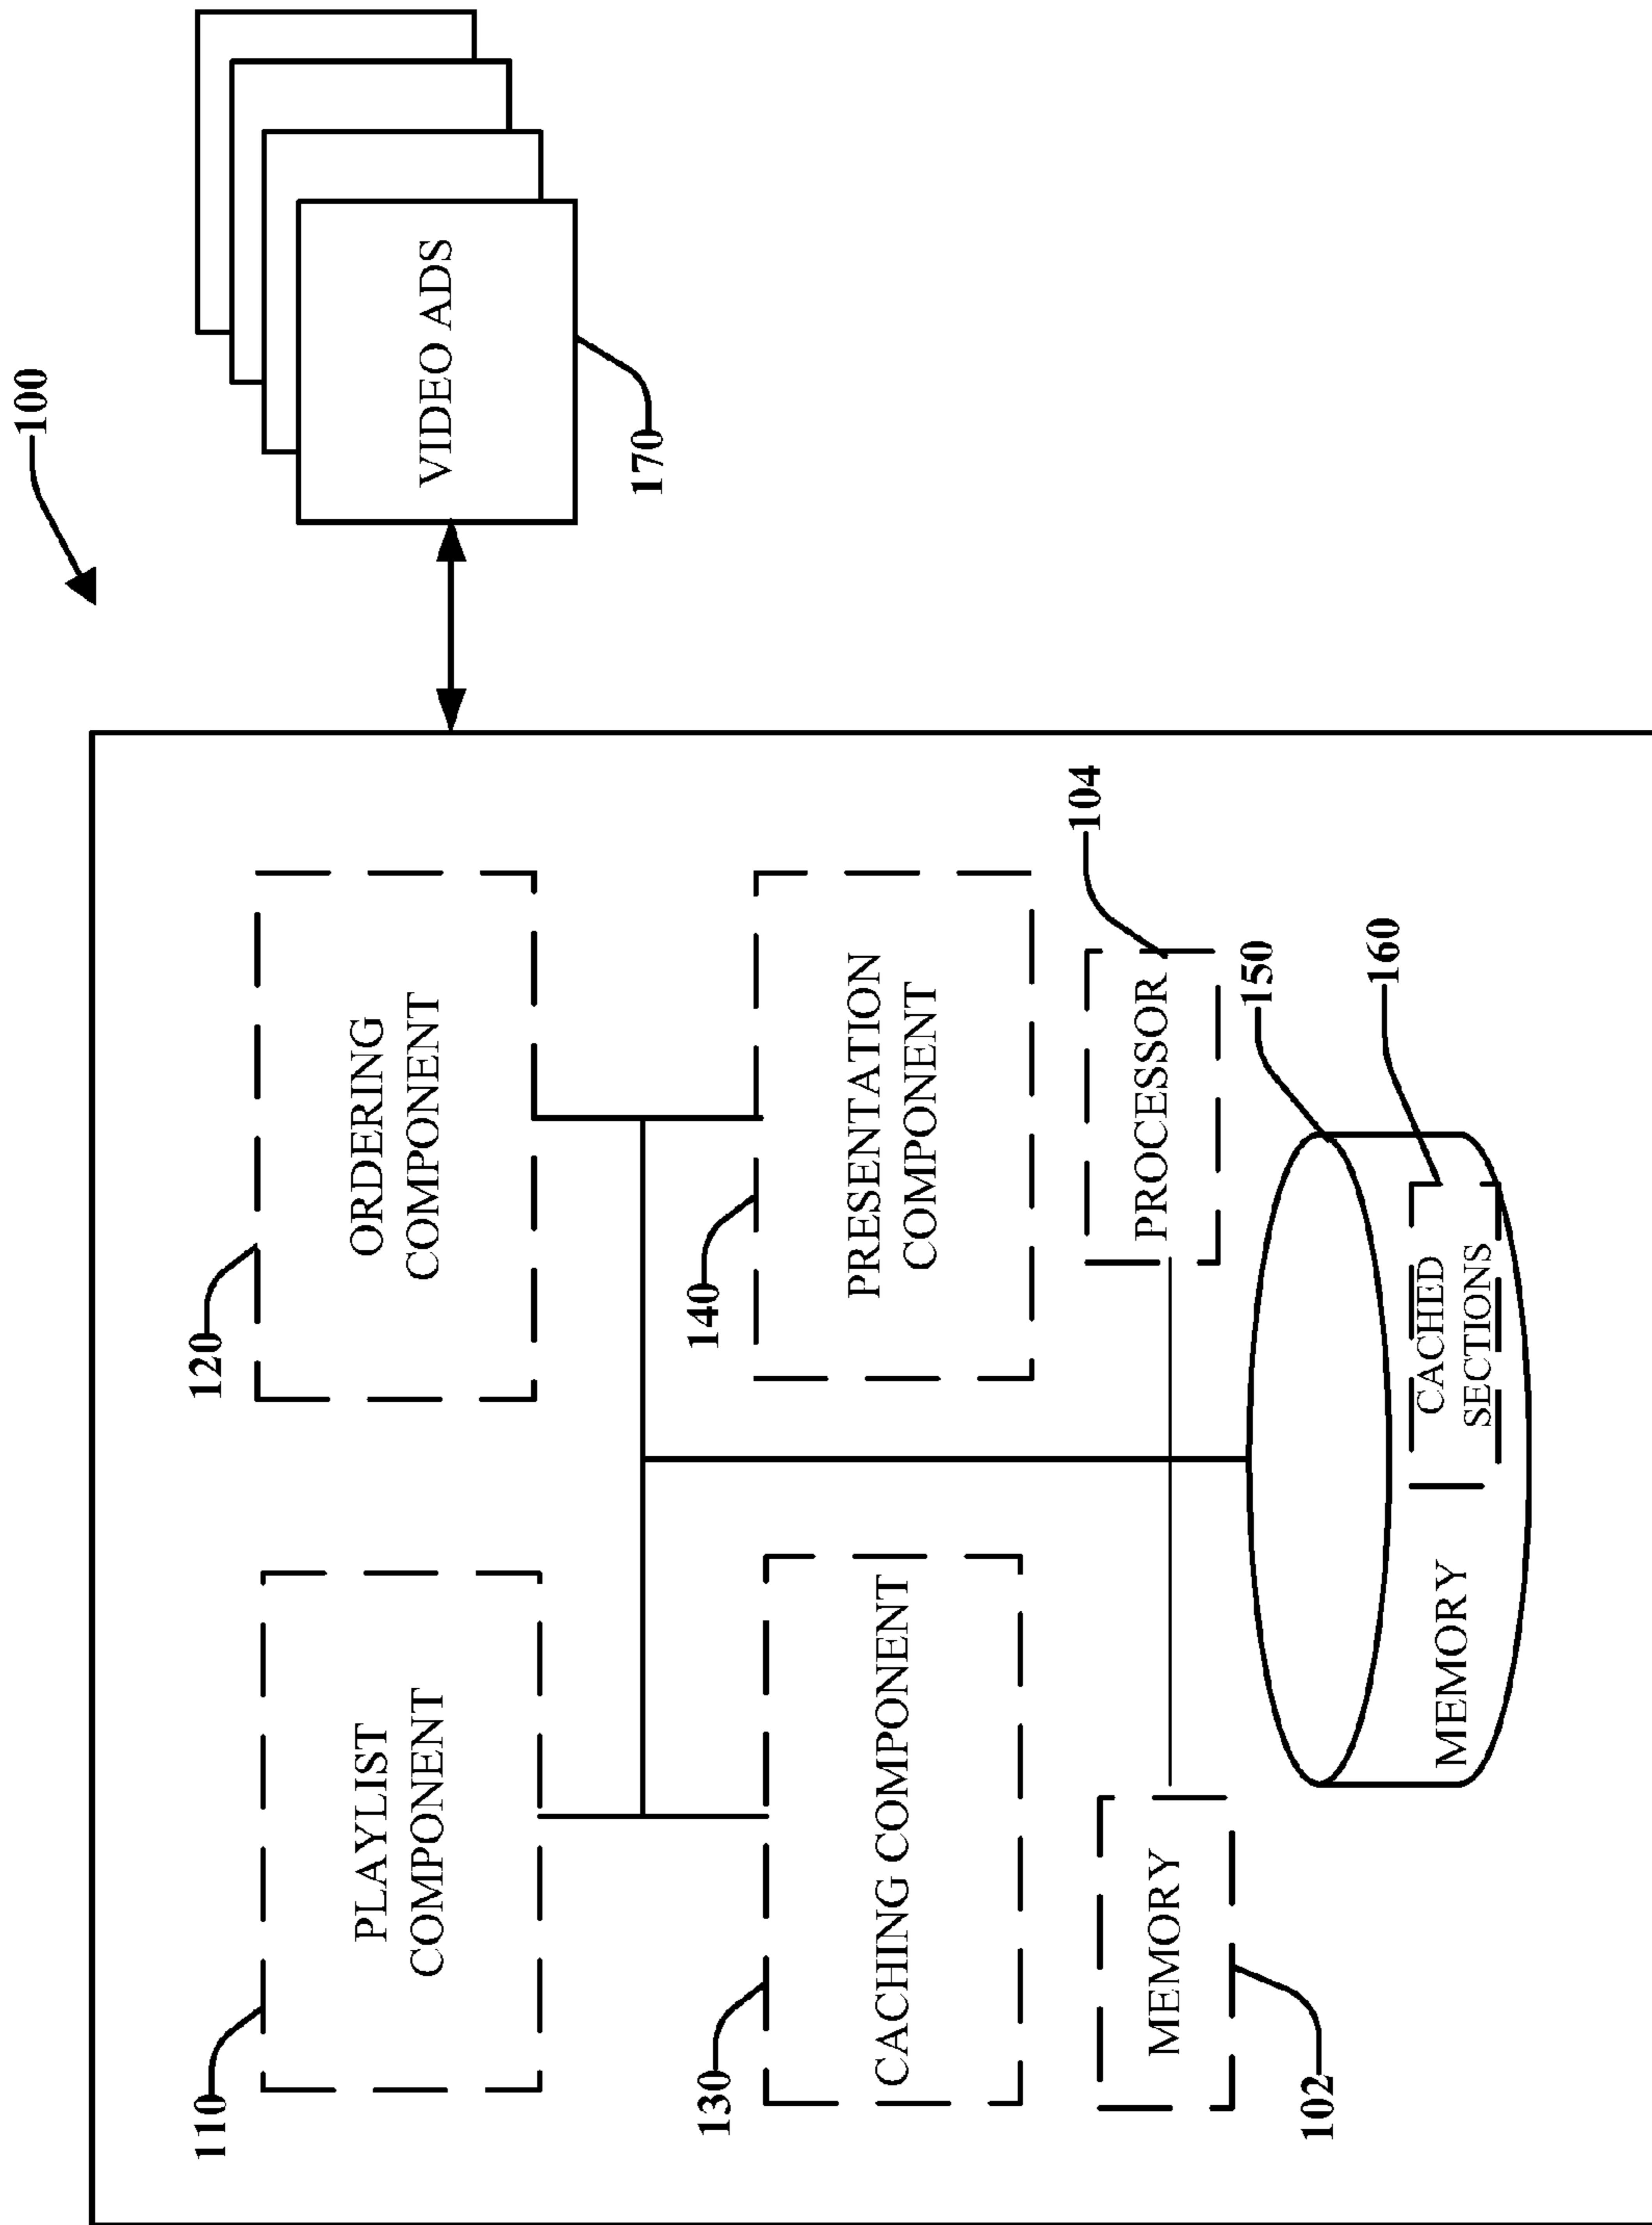 100
110
PLAYLIST
COMPONENT
120
ORDERING
COMPONENT
VIDEO ADS
170
130
CACHING COMPONENT
140
PRESENTATION
COMPONENT
MEMORY
102
PROCESSOR
104
150
MEMORY
CACHED
SECTIONS
160